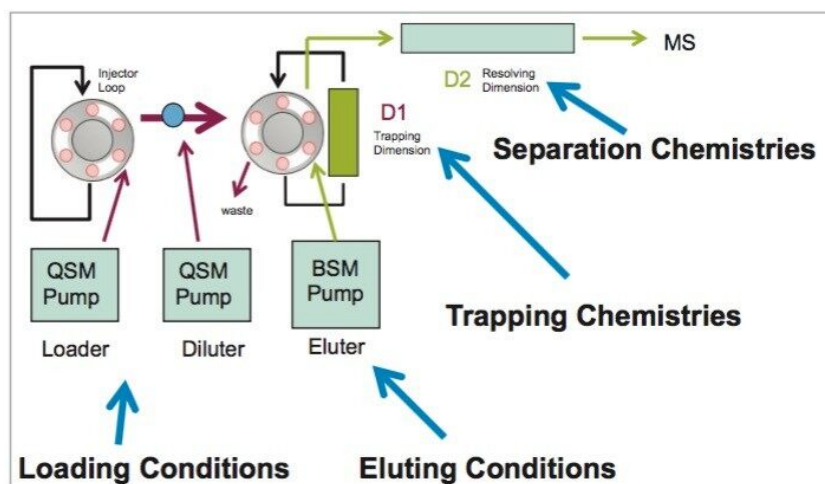 Injector
Loop
MS
D2 Resolving
Dimension
D1
Trapping
Dimension
Separation Chemistries
waste
QSM
Pump
QSM
Pump
BSM
Pump
Trapping Chemistries
Loader
Diluter
Eluter
Loading Conditions
Eluting Conditions